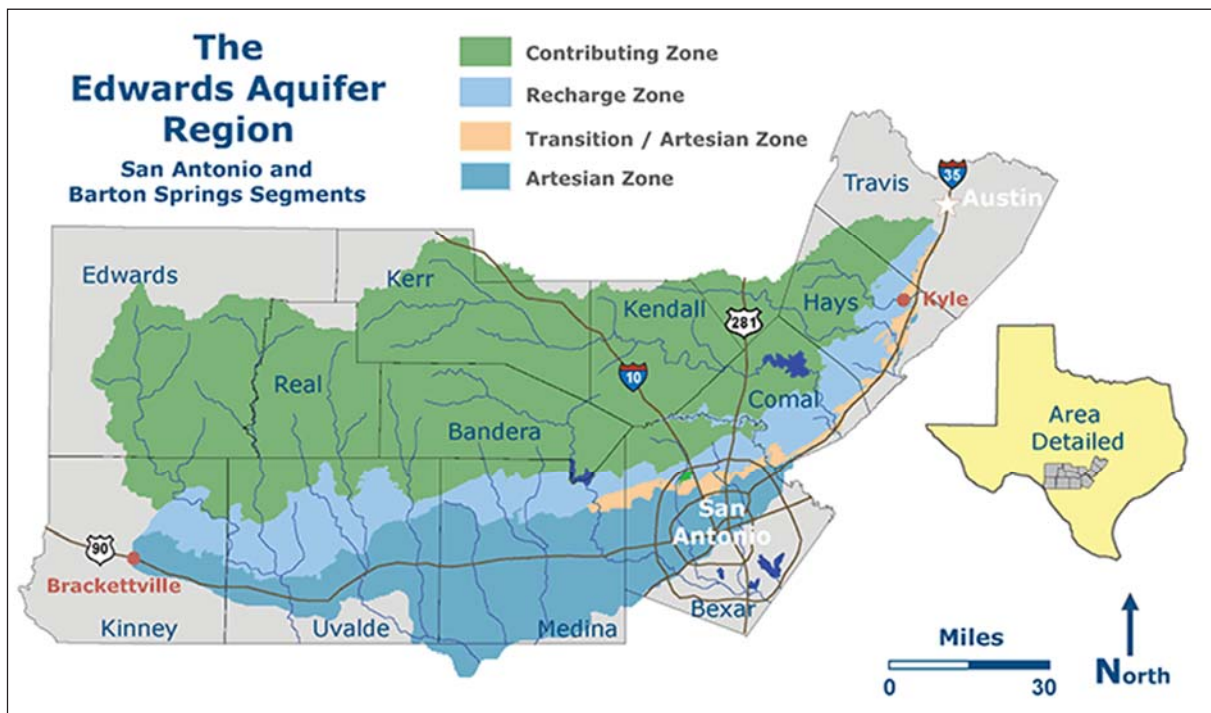 The
Edwards Aquifer
Region
San Antonio and
Barton Springs Segments
Contributing Zone
Recharge Zone
Transition / Artesian Zone
Artesian Zone
Travis
35
Austin
Edwards
Kerr
Kendall
Hays
Kyle
281
Real
10
Comal
Bandera
Area
Detailed
San
Antonio
90
Brackettville
Bexar
Kinney
Uvalde
Medina
Miles
0 30
North